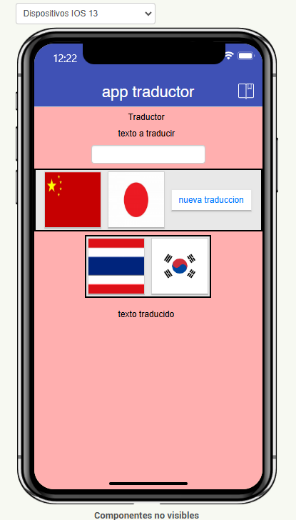 Dispositivos IOS 13
12:22
app traductor
Traductor
texto a traducir
nueva traduccion
texto traducido
Componentes no visibles